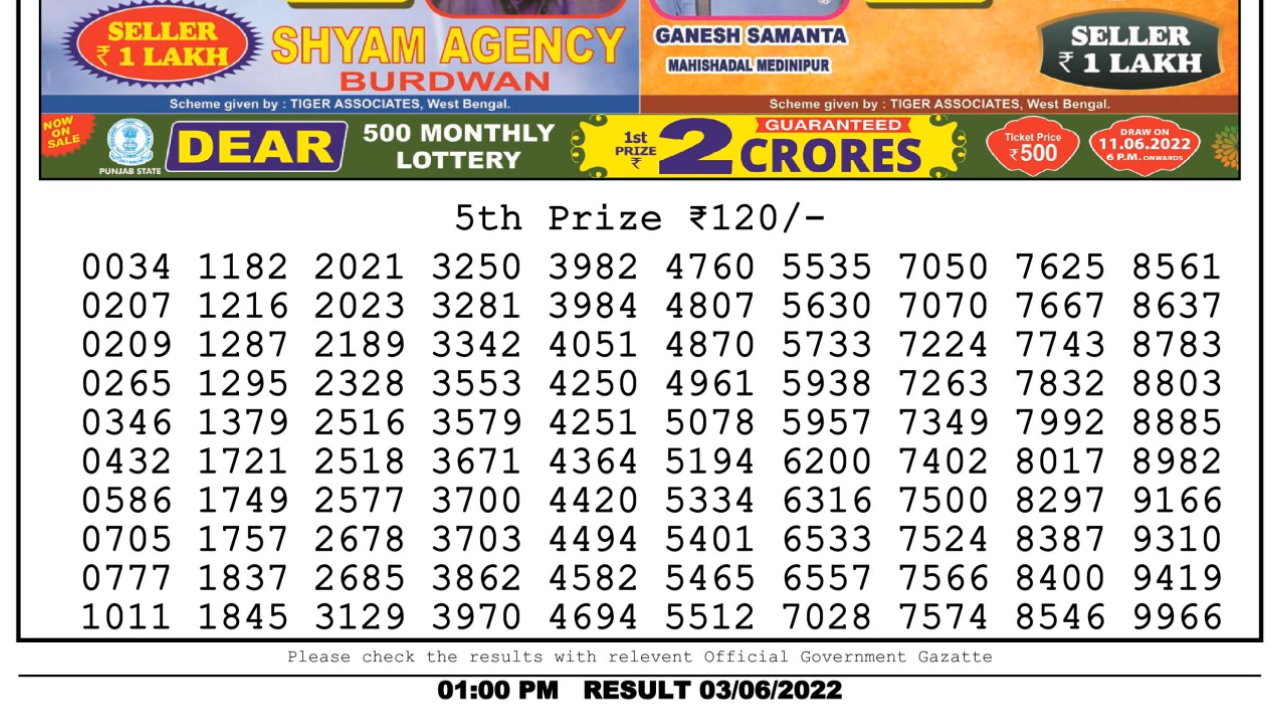 SELLER
₹ 1 LAKH
SHYAM AGENCY
BURDWAN
Scheme given by : TIGER ASSOCIATES, West Bengal.
GANESH SAMANTA
MAHISHADAL MEDINIPUR
SELLER
₹ 1 LAKH
Scheme given by : TIGER ASSOCIATES, West Bengal.
NOW
ON
SALE
PUNJAB STATE
DEAR
500 MONTHLY
LOTTERY
1st
PRIZE
₹
2
GUARANTEED
CRORES
Ticket Price
₹500
DRAW ON
11.06.2022
6 P.M. ONWARDS
5th Prize ₹120/-
0034 1182 2021 3250 3982 4760 5535 7050 7625 8561
0207 1216 2023 3281 3984 4807 5630 7070 7667 8637
0209 1287 2189 3342 4051 4870 5733 7224 7743 8783
0265 1295 2328 3553 4250 4961 5938 7263 7832 8803
0346 1379 2516 3579 4251 5078 5957 7349 7992 8885
0432 1721 2518 3671 4364 5194 6200 7402 8017 8982
0586 1749 2577 3700 4420 5334 6316 7500 8297 9166
0705 1757 2678 3703 4494 5401 6533 7524 8387 9310
0777 1837 2685 3862 4582 5465 6557 7566 8400 9419
1011 1845 3129 3970 4694 5512 7028 7574 8546 9966
Please check the results with relevent Official Government Gazatte
01:00 PM RESULT 03/06/2022